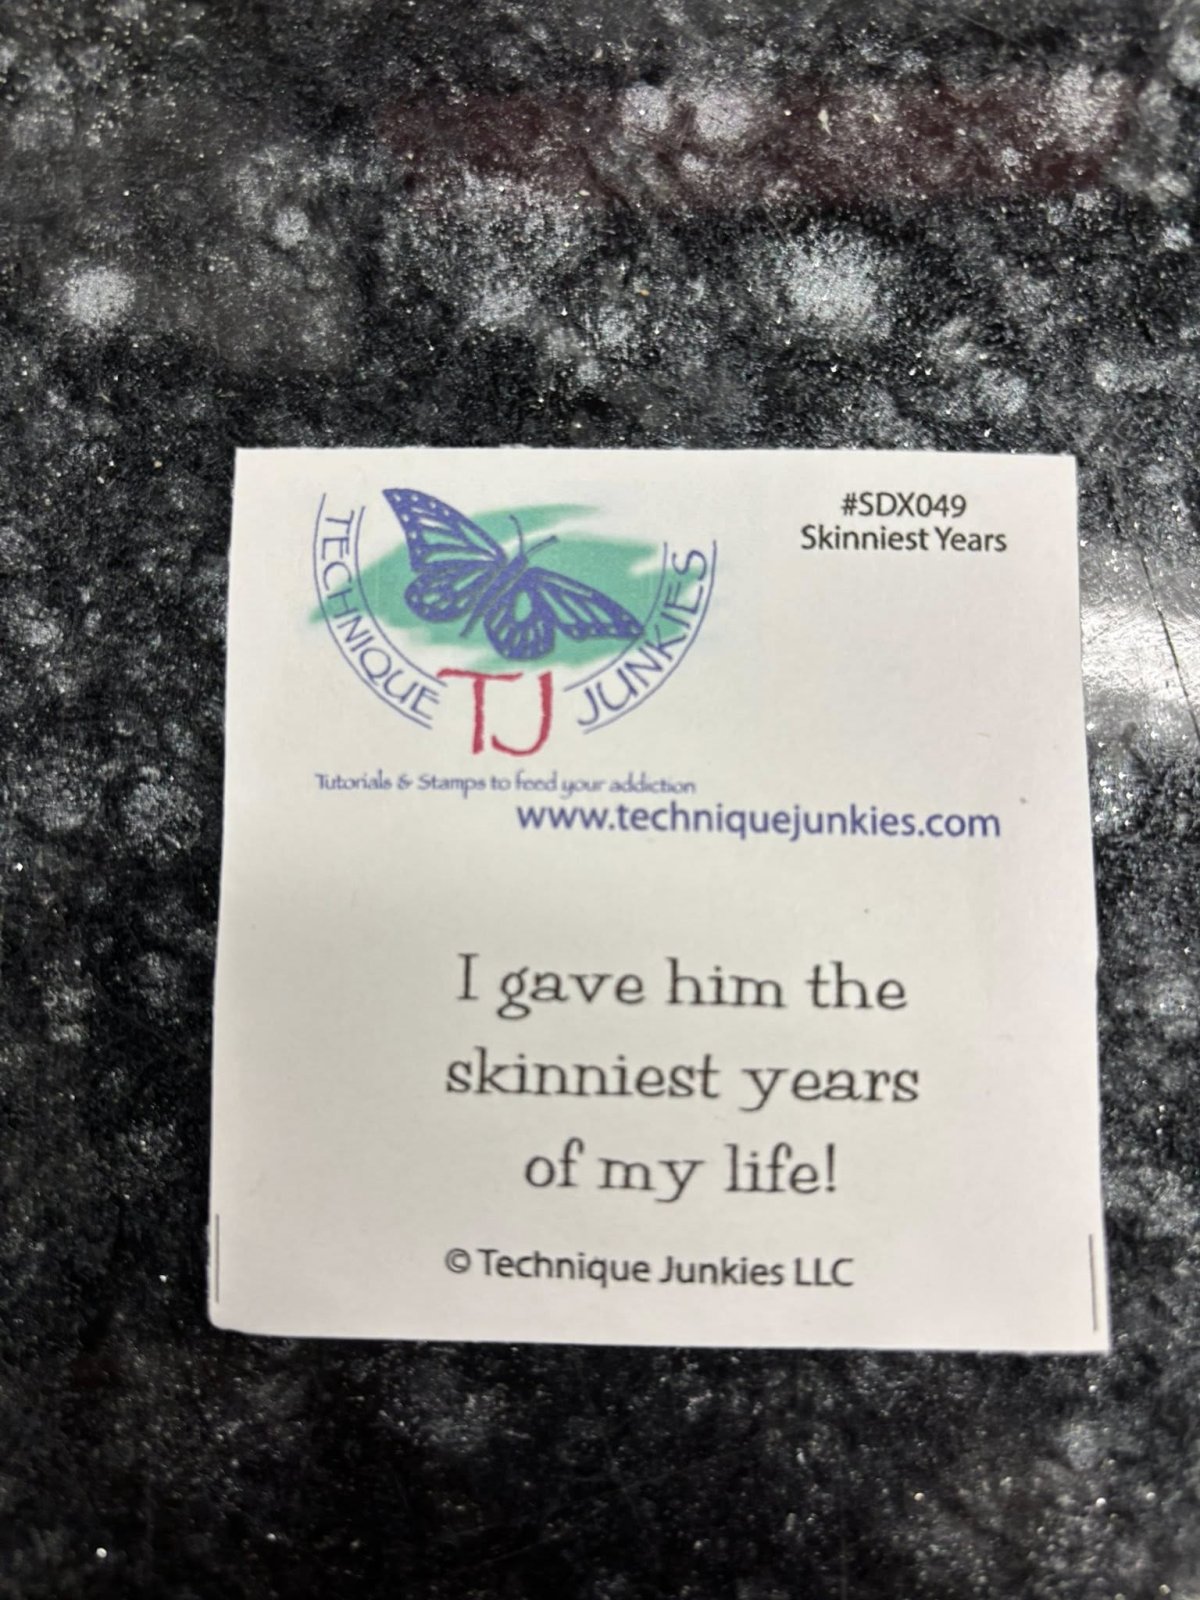 #SDX049
Skinniest Years
TECHNIQUE TJ JUNKIES
Tutorials & Stamps to feed your addiction
www.techniquejunkies.com
I gave him the
skinniest years
of my life!
© Technique Junkies LLC